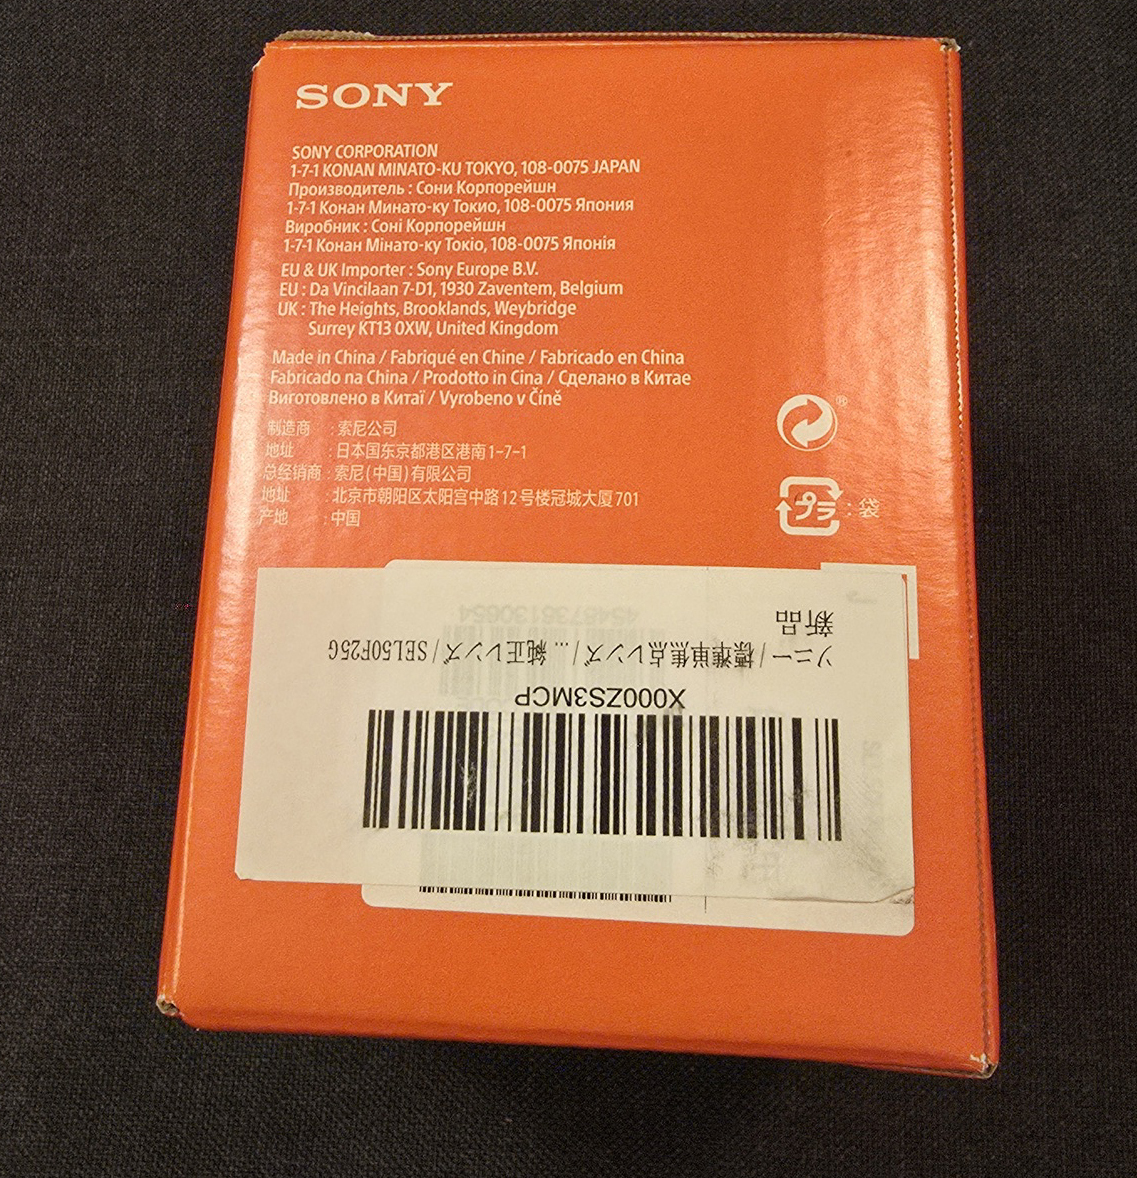 SONY
SONY CORPORATION
1-7-1 KONAN MINATO-KU TOKYO, 108-0075 JAPAN
Производитель : Сони Корпорейшн
1-7-1 Конан Минато-ку Токио, 108-0075 Япония
Виробник : Соні Корпорейшн
1-7-1 Конан Мінато-ку Токіо, 108-0075 Японія
EU & UK Importer : Sony Europe B.V.
EU : Da Vincilaan 7-D1, 1930 Zaventem, Belgium
UK : The Heights, Brooklands, Weybridge
Surrey KT13 0XW, United Kingdom
Made in China / Fabriqué en Chine / Fabricado en China
Fabricado na China / Prodotto in Cina / Сделано в Китае
Виготовлено в Китаї / Vyrobeno v Číně
制造商 : 索尼公司
地址 : 日本国东京都港区港南1-7-1
总经销商 : 索尼(中国)有限公司
地址 : 北京市朝阳区太阳宫中路12号楼冠城大厦701
产地 : 中国
®
プラ : 袋
X000ZS3MCP
ソニー / 標準単焦点レンズ / ... 純正レンズ / SEL50F25G
新品
4548736130654